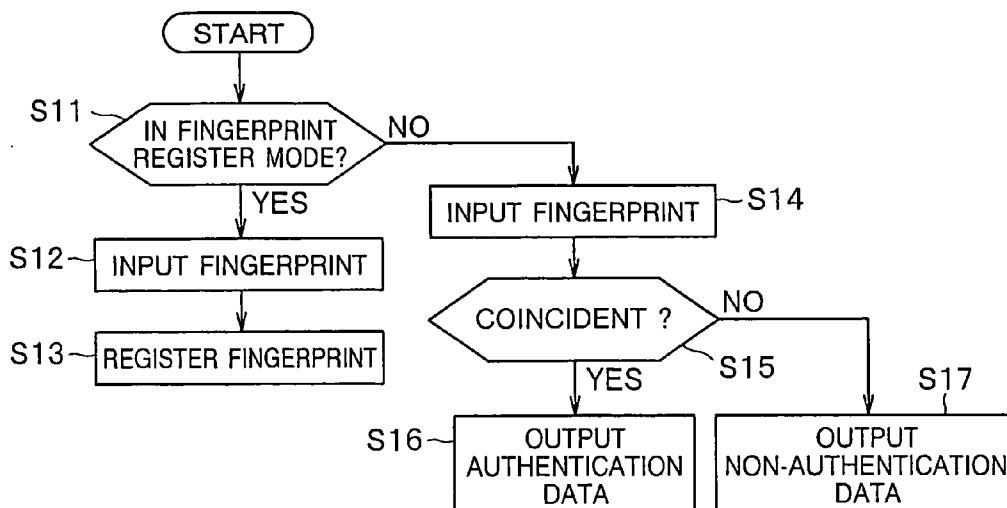 START
S11
IN FINGERPRINT
REGISTER MODE?
NO
YES
S12
INPUT FINGERPRINT
S13
REGISTER FINGERPRINT
INPUT FINGERPRINT
S14
COINCIDENT ?
NO
S15
YES
S16
OUTPUT
AUTHENTICATION
DATA
S17
OUTPUT
NON-AUTHENTICATION
DATA